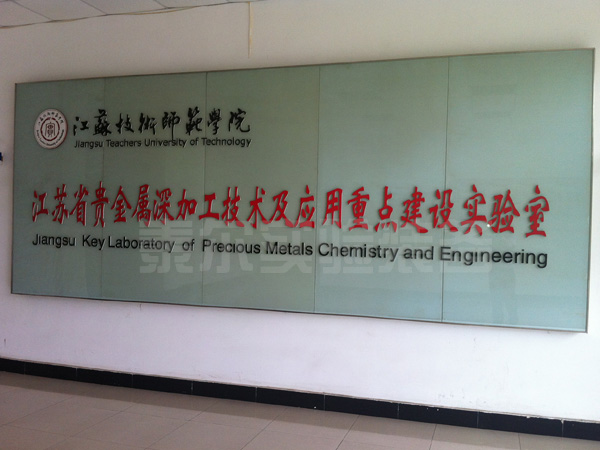 江蘇技術師範學院
Jiangsu Teachers University of Technology
江苏省贵金属深加工技术及应用重点建设实验室
Jiangsu Key Laboratory of Precious Metals Chemistry and Engineering